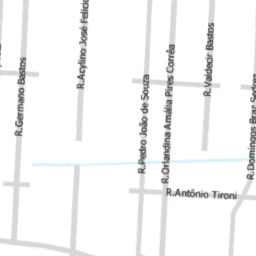 R.Germano Bastos
R.Acylino José Felício
R.Pedro João de Souza
R.Orlandina Amália Pires Corrêa
R.Valdecir Bastos
R.Domingos Braz
R.Antônio Tironi